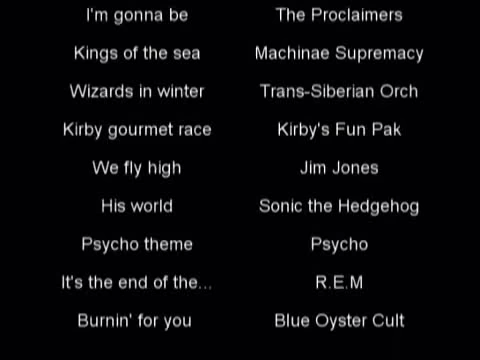 I'm gonna be The Proclaimers
Kings of the sea Machinae Supremacy
Wizards in winter Trans-Siberian Orch
Kirby gourmet race Kirby's Fun Pak
We fly high Jim Jones
His world Sonic the Hedgehog
Psycho theme Psycho
It's the end of the... R.E.M
Burnin' for you Blue Oyster Cult